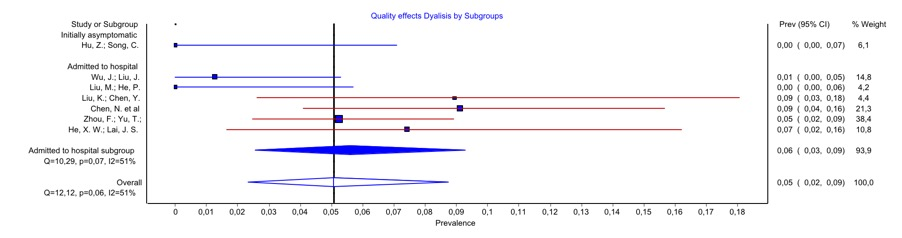 Quality effects Dyalisis by Subgroups
Study or Subgroup Prev (95% CI) % Weight
Initially asymptomatic
Hu, Z.; Song, C. 0,00 ( 0,00, 0,07) 6,1
Admitted to hospital
Wu, J.; Liu, J. 0,01 ( 0,00, 0,05) 14,8
Liu, M.; He, P. 0,00 ( 0,00, 0,06) 4,2
Liu, K.; Chen, Y. 0,09 ( 0,03, 0,18) 4,4
Chen, N. et al 0,09 ( 0,04, 0,16) 21,3
Zhou, F.; Yu, T.; 0,05 ( 0,02, 0,09) 38,4
He, X. W.; Lai, J. S. 0,07 ( 0,02, 0,16) 10,8
Admitted to hospital subgroup 0,06 ( 0,03, 0,09) 93,9
Q=10,29, p=0,07, I2=51%
Overall 0,05 ( 0,02, 0,09) 100,0
Q=12,12, p=0,06, I2=51%
0 0,01 0,02 0,03 0,04 0,05 0,06 0,07 0,08 0,09 0,1 0,11 0,12 0,13 0,14 0,15 0,16 0,17 0,18
Prevalence